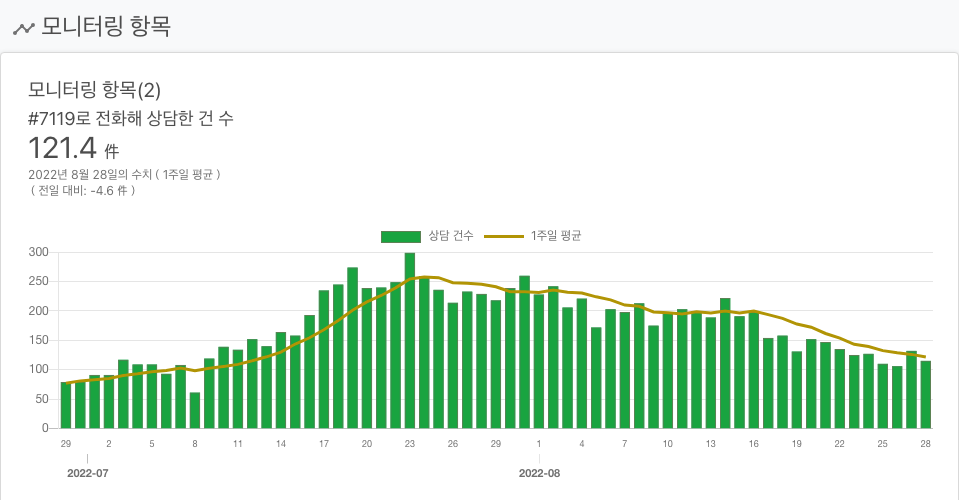 모니터링 항목
모니터링 항목(2)
#7119로 전화해 상담한 건 수
121.4 件
2022년 8월 28일의 수치 ( 1주일 평균 )
( 전일 대비: -4.6 件 )
상담 건수 1주일 평균
300
250
200
150
100
50
0
29 2 5 8 11 14 17 20 23 26 29 1 4 7 10 13 16 19 22 25 28
2022-07 2022-08